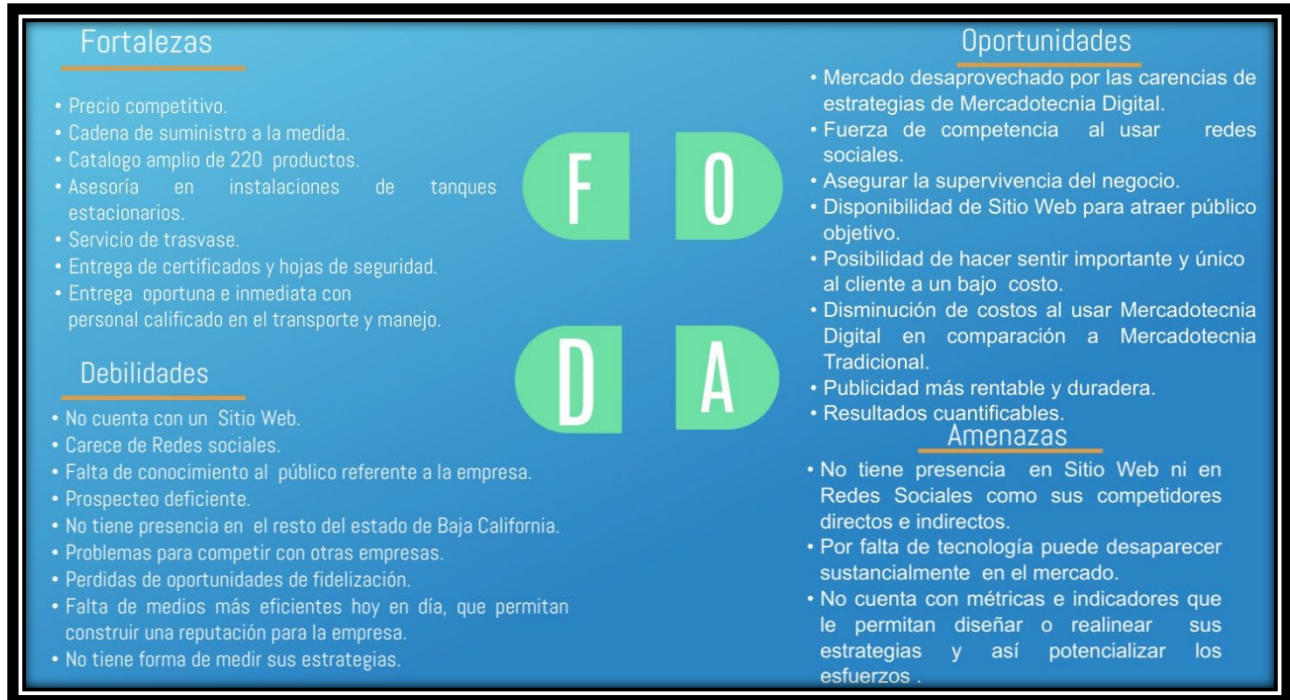 Fortalezas
• Precio competitivo.
• Cadena de suministro a la medida.
• Catalogo amplio de 220 productos.
• Asesoría en instalaciones de tanques
estacionarios.
• Servicio de trasvase.
• Entrega de certificados y hojas de seguridad.
• Entrega oportuna e inmediata con
personal calificado en el transporte y manejo.
Debilidades
• No cuenta con un Sitio Web.
• Carece de Redes sociales.
• Falta de conocimiento al público referente a la empresa.
• Prospecteo deficiente.
• No tiene presencia en el resto del estado de Baja California.
• Problemas para competir con otras empresas.
• Perdidas de oportunidades de fidelización.
• Falta de medios más eficientes hoy en día, que permitan
construir una reputación para la empresa.
• No tiene forma de medir sus estrategias.
F O
D A
Oportunidades
• Mercado desaprovechado por las carencias de
estrategias de Mercadotecnia Digital.
• Fuerza de competencia al usar redes
sociales.
• Asegurar la supervivencia del negocio.
• Disponibilidad de Sitio Web para atraer público
objetivo.
• Posibilidad de hacer sentir importante y único
al cliente a un bajo costo.
• Disminución de costos al usar Mercadotecnia
Digital en comparación a Mercadotecnia
Tradicional.
• Publicidad más rentable y duradera.
• Resultados cuantificables.
Amenazas
• No tiene presencia en Sitio Web ni en
Redes Sociales como sus competidores
directos e indirectos.
• Por falta de tecnología puede desaparecer
sustancialmente en el mercado.
• No cuenta con métricas e indicadores que
le permitan diseñar o realinear sus
estrategias y así potencializar los
esfuerzos .